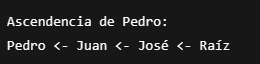 Ascendencia de Pedro:
Pedro <- Juan <- José <- Raíz